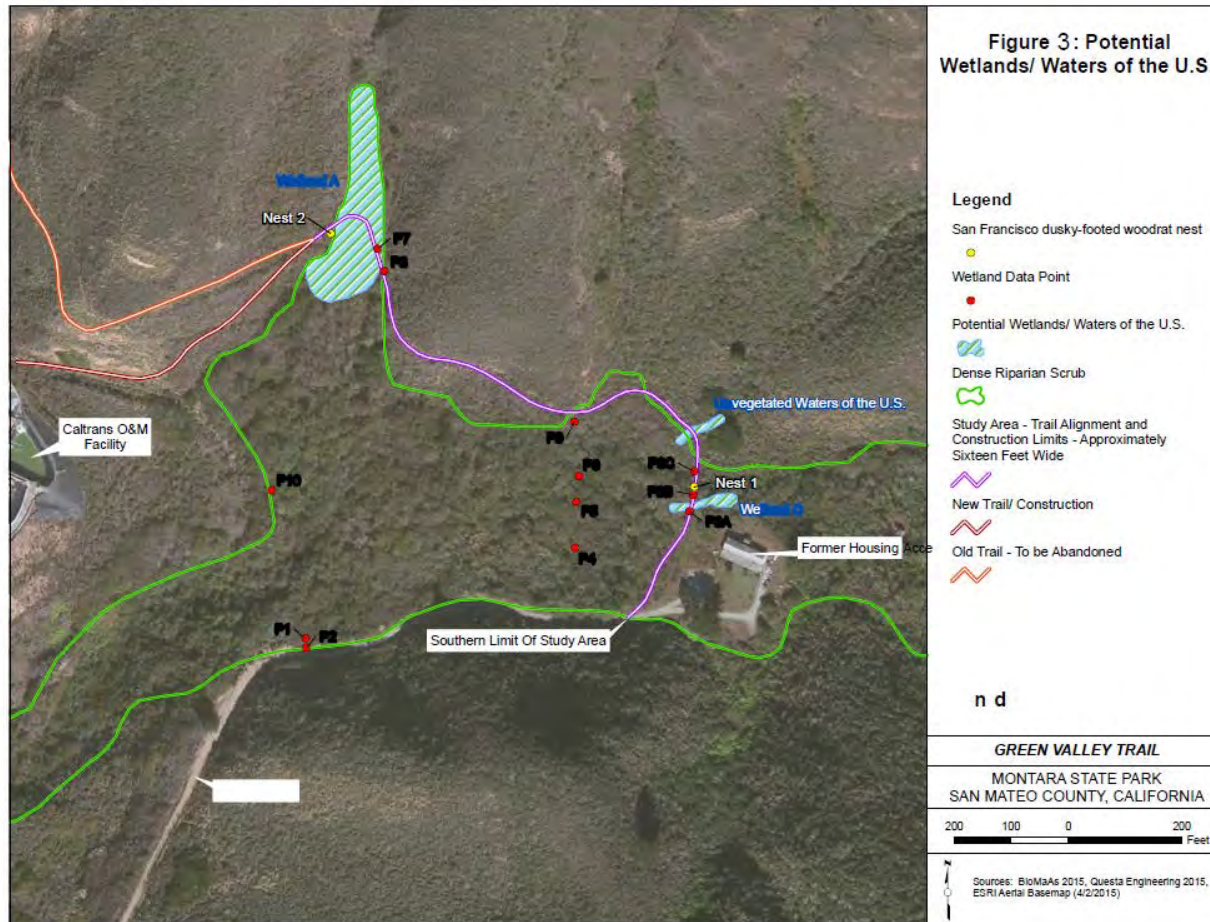 Figure 3: Potential
Wetlands/ Waters of the U.S
Legend
San Francisco dusky-footed woodrat nest
Wetland Data Point
Potential Wetlands/ Waters of the U.S.
Dense Riparian Scrub
Study Area - Trail Alignment and
Construction Limits - Approximately
Sixteen Feet Wide
New Trail/ Construction
Old Trail - To be Abandoned
n d
GREEN VALLEY TRAIL
MONTARA STATE PARK
SAN MATEO COUNTY, CALIFORNIA
200 100 0 200
Feet
Sources: BioMaAs 2015, Questa Engineering 2015,
ESRI Aerial Basemap (4/2/2015)
Wetland A
Nest 2
P7
Caltrans O&M
Facility
Unvegetated Waters of the U.S.
P10
Nest 1
Wetland
Former Housing Acce
P4
P1
P2
Southern Limit Of Study Area